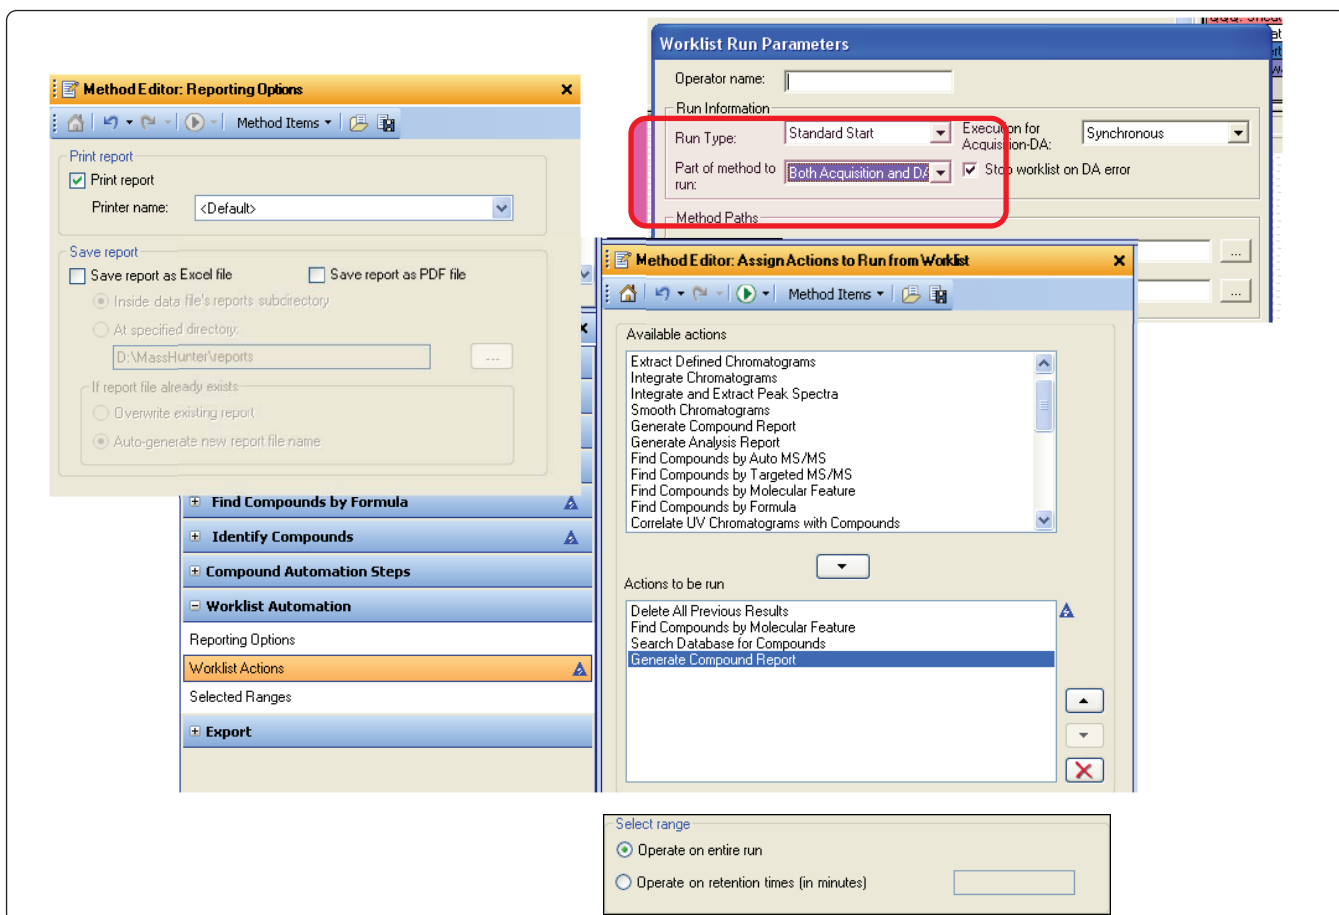 Method Editor: Reporting Options
Method Items
Print report
Print report
Printer name: <Default>
Save report
Save report as Excel file Save report as PDF file
Inside data file's reports subdirectory
At specified directory:
D:\MassHunter\reports ...
If report file already exists
Overwrite existing report
Auto-generate new report file name
Find Compounds by Formula
Identify Compounds
Compound Automation Steps
Worklist Automation
Reporting Options
Worklist Actions
Selected Ranges
Export
Worklist Run Parameters
Operator name:
Run Information
Run Type: Standard Start
Execution for
Acquisition-DA: Synchronous
Part of method to
run: Both Acquisition and DA
Stop worklist on DA error
Method Paths
...
...
Method Editor: Assign Actions to Run from Worklist
Method Items
Available actions
Extract Defined Chromatograms
Integrate Chromatograms
Integrate and Extract Peak Spectra
Smooth Chromatograms
Generate Compound Report
Generate Analysis Report
Find Compounds by Auto MS/MS
Find Compounds by Targeted MS/MS
Find Compounds by Molecular Feature
Find Compounds by Formula
Correlate UV Chromatograms with Compounds
Actions to be run
Delete All Previous Results
Find Compounds by Molecular Feature
Search Database for Compounds
Generate Compound Report
Select range
Operate on entire run
Operate on retention times (in minutes)